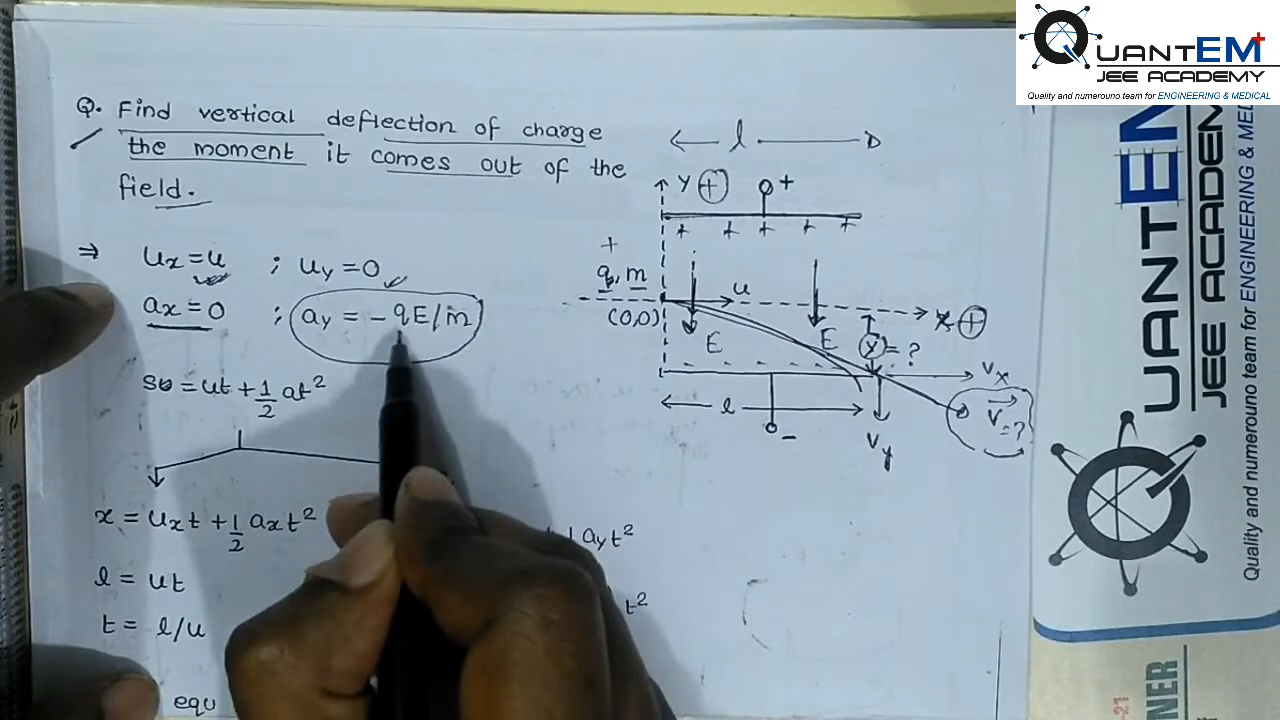 Q. Find vertical deflection of charge
the moment it comes out of the
field.
⇒ ux = u ; uy = 0
ax = 0 ; ay = - qE/m
s = ut + 1/2 at²
x = uxt + 1/2 axt²
l = ut
t = l/u
equ
ayt²
t²
l
y + +
+ + + + +
+
q, m
u
(0,0)
x +
E E
y = ?
vx
l
-
vy
v = ?
QUANTEM+
JEE ACADEMY
Quality and numerouno team for ENGINEERING & MEDICAL
QUANTEM
JEE ACADEMY
Quality and numerouno team for ENGINEERING & MED
NER
-21